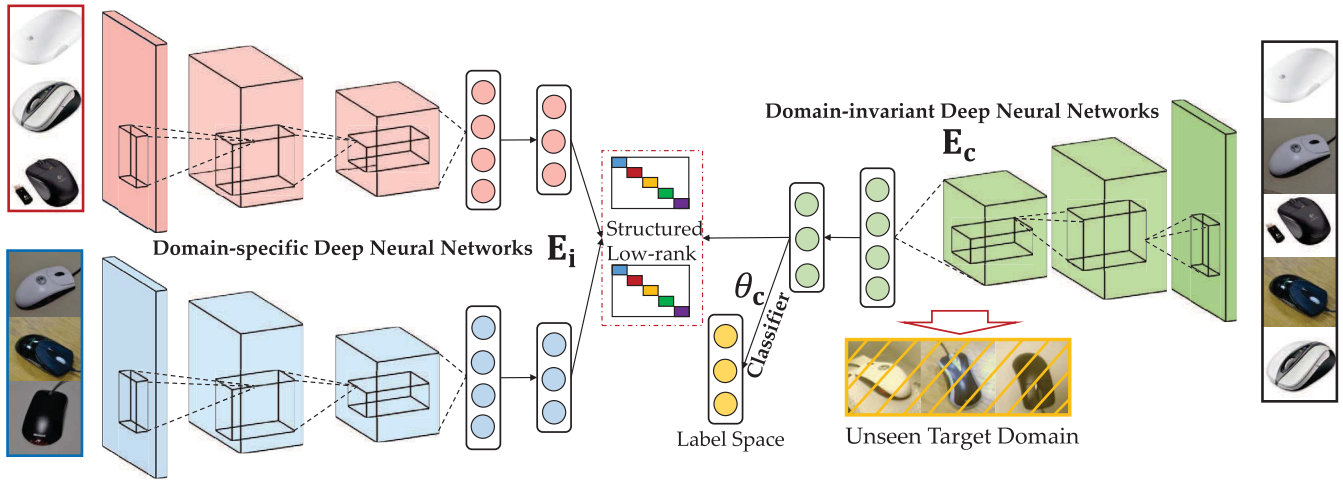 Domain-invariant Deep Neural Networks
E_c
Domain-specific Deep Neural Networks E_i
Structured
Low-rank
θ_c
Classifier
Label Space
Unseen Target Domain